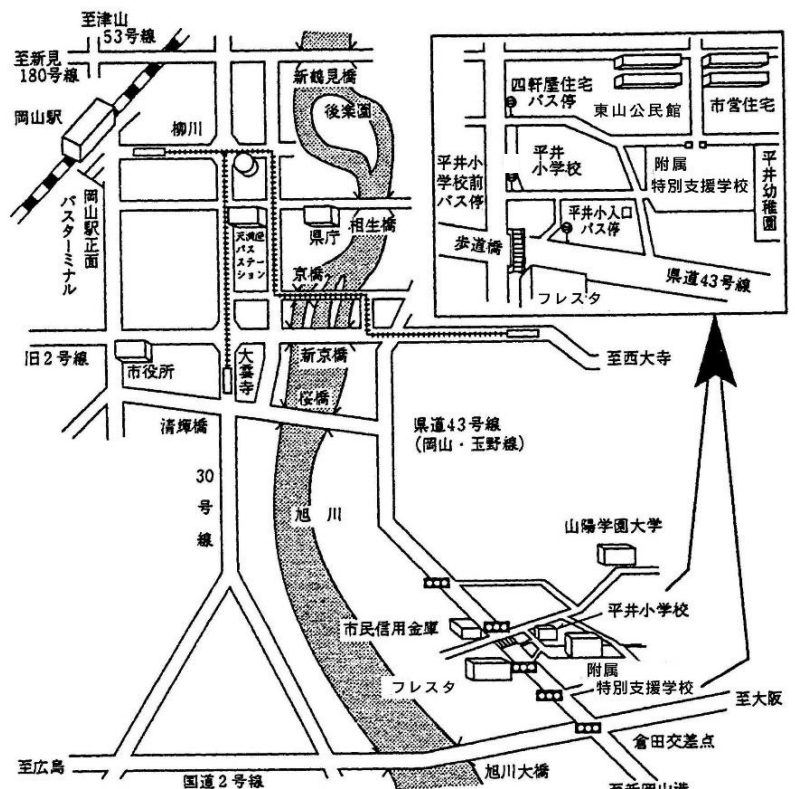 至津山
53号線
至新見
180号線
岡山駅
柳川
新鶴見橋
後楽園
岡山駅正面
バスターミナル
天満屋
バス
ステーション
県庁
相生橋
京橋
旧2号線
市役所
大雲寺
新京橋
至西大寺
桜橋
清輝橋
県道43号線
(岡山・玉野線)
30号線
旭川
山陽学園大学
市民信用金庫
平井小学校
フレスタ
附属
特別支援学校
至大阪
倉田交差点
至広島
国道2号線
旭川大橋
至新岡山港
四軒屋住宅
バス停
東山公民館
市営住宅
平井小
学校前
バス停
平井
小学校
附属
特別支援学校
平井幼稚園
平井小入口
バス停
歩道橋
県道43号線
フレスタ